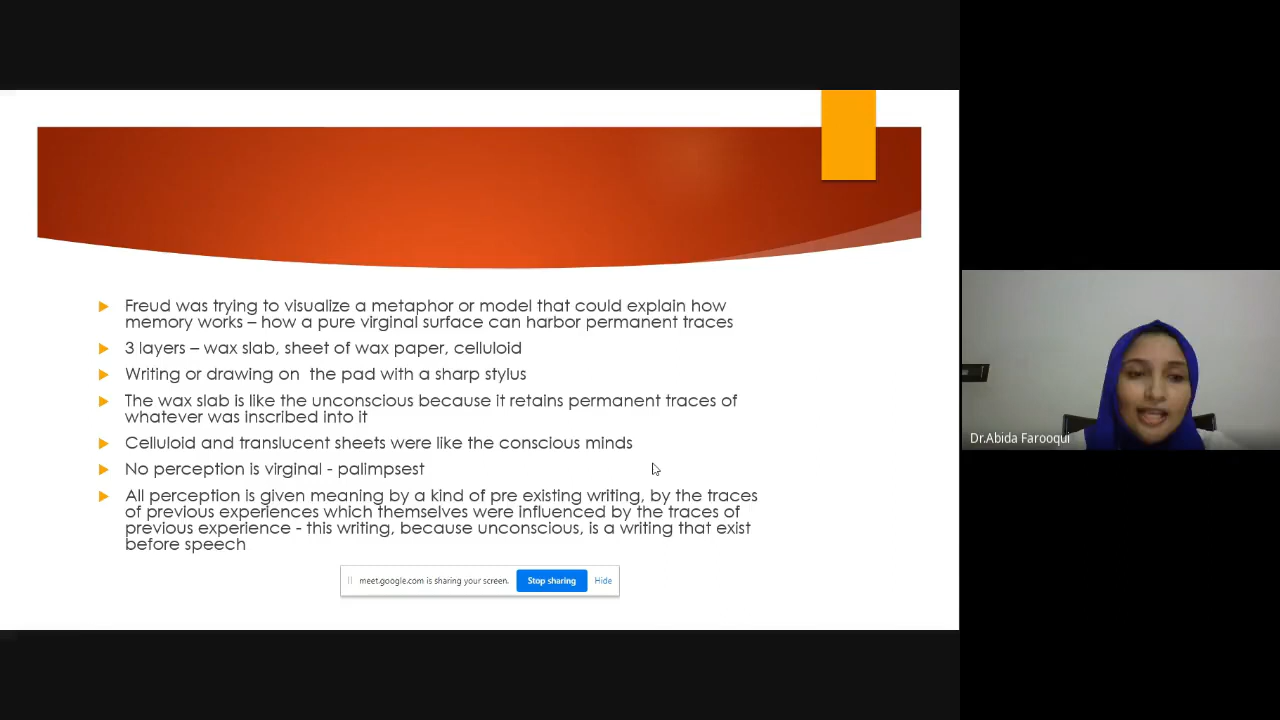 Freud was trying to visualize a metaphor or model that could explain how
memory works – how a pure virginal surface can harbor permanent traces
3 layers – wax slab, sheet of wax paper, celluloid
Writing or drawing on the pad with a sharp stylus
The wax slab is like the unconscious because it retains permanent traces of
whatever was inscribed into it
Celluloid and translucent sheets were like the conscious minds
No perception is virginal - palimpsest
All perception is given meaning by a kind of pre existing writing, by the traces
of previous experiences which themselves were influenced by the traces of
previous experience - this writing, because unconscious, is a writing that exist
before speech
meet.google.com is sharing your screen. Stop sharing Hide
Dr.Abida Farooqui